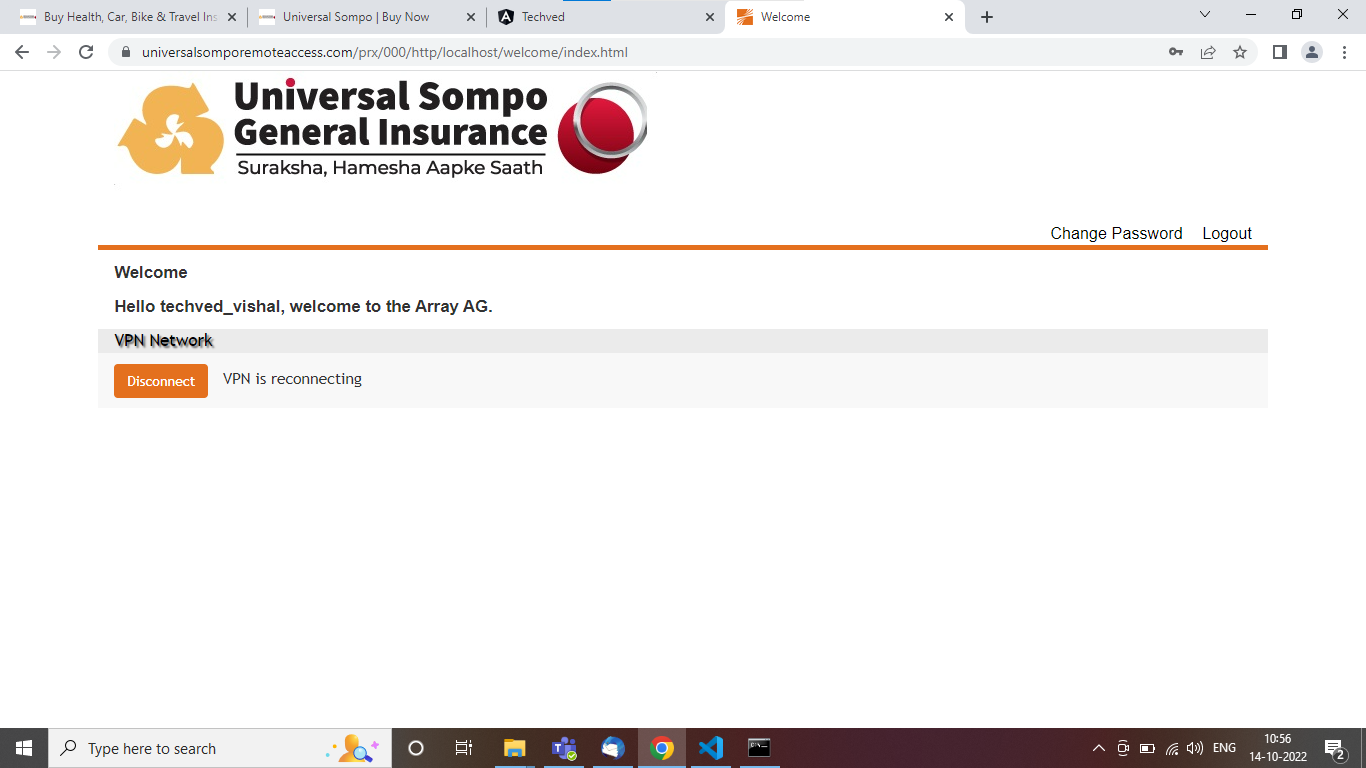 Buy Health, Car, Bike & Travel Ins
Universal Sompo | Buy Now
Techved
Welcome
universalsomporemoteaccess.com/prx/000/http/localhost/welcome/index.html
Universal Sompo
General Insurance
Suraksha, Hamesha Aapke Saath
Change Password
Logout
Welcome
Hello techved_vishal, welcome to the Array AG.
VPN Network
Disconnect
VPN is reconnecting
Type here to search
ENG
10:56
14-10-2022
2